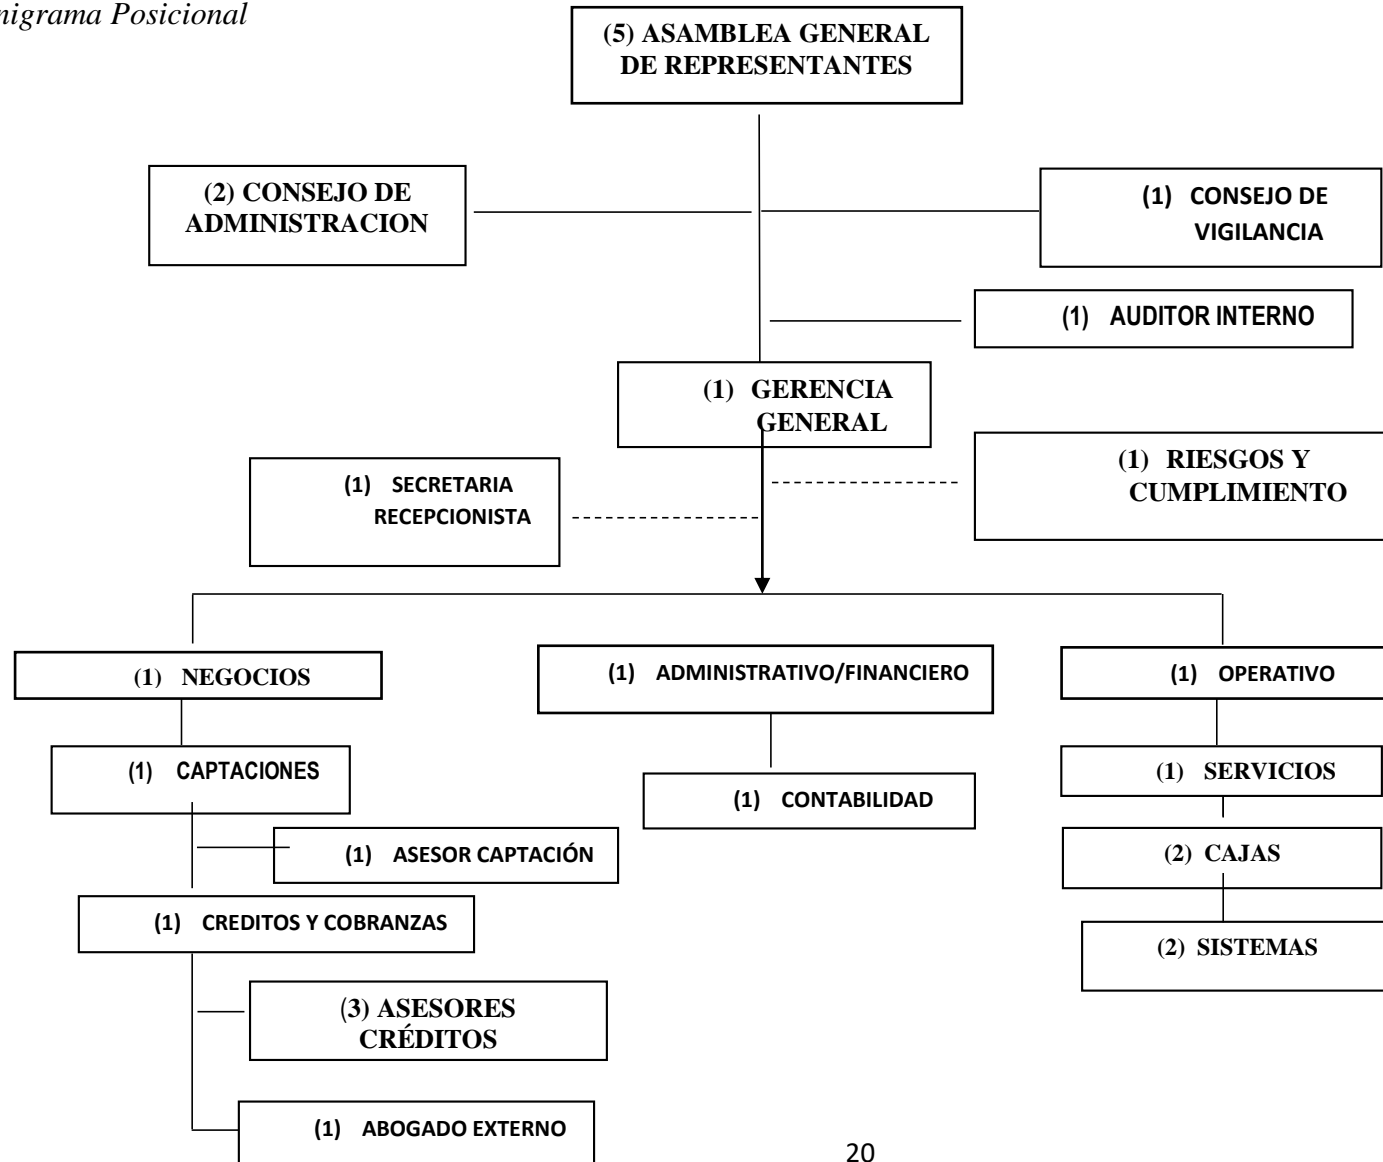 nigrama Posicional
(5) ASAMBLEA GENERAL
DE REPRESENTANTES
(2) CONSEJO DE
ADMINISTRACION
(1) CONSEJO DE
VIGILANCIA
(1) AUDITOR INTERNO
(1) GERENCIA
GENERAL
(1) RIESGOS Y
CUMPLIMIENTO
(1) SECRETARIA
RECEPCIONISTA
(1) NEGOCIOS
(1) ADMINISTRATIVO/FINANCIERO
(1) OPERATIVO
(1) CAPTACIONES
(1) CONTABILIDAD
(1) SERVICIOS
(1) ASESOR CAPTACIÓN
(2) CAJAS
(1) CREDITOS Y COBRANZAS
(2) SISTEMAS
(3) ASESORES
CRÉDITOS
(1) ABOGADO EXTERNO
20